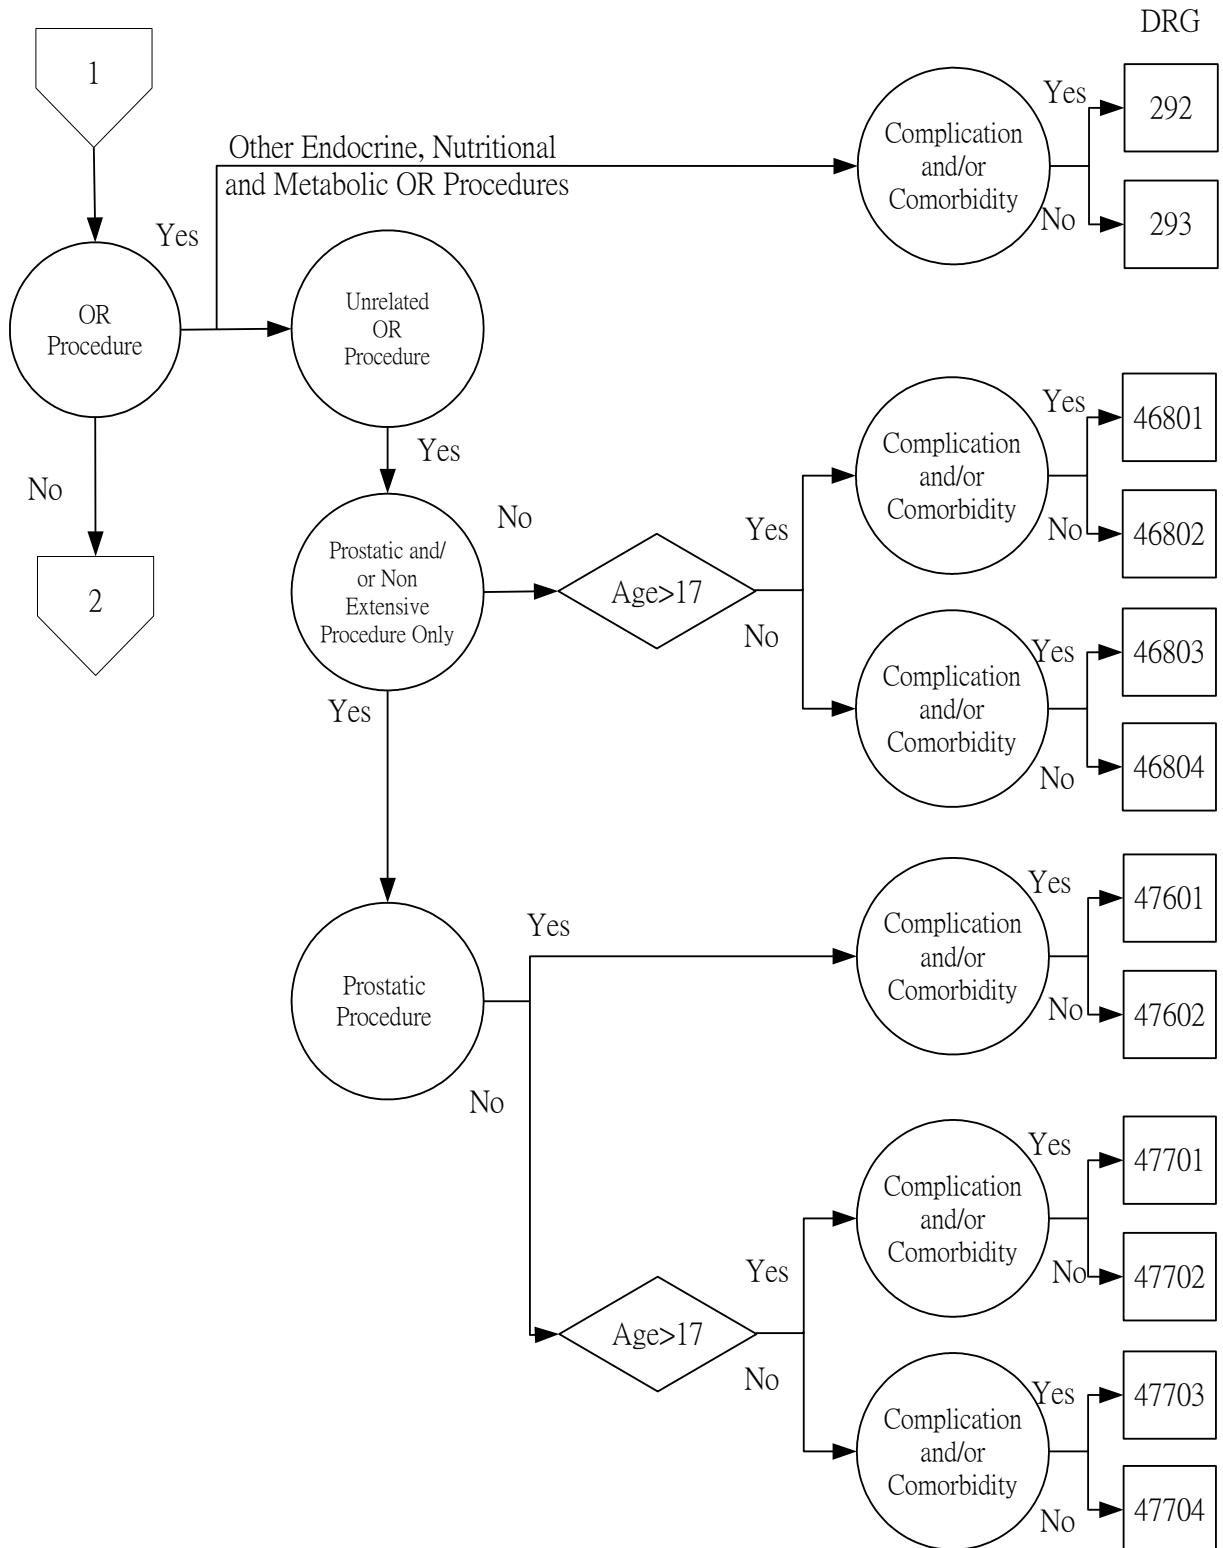 DRG
1
Yes
292
Complication
and/or
Comorbidity
No
293
Other Endocrine, Nutritional
and Metabolic OR Procedures
Yes
OR
Procedure
Unrelated
OR
Procedure
No
2
Yes
Prostatic and/
or Non
Extensive
Procedure Only
No
Age>17
Yes
Complication
and/or
Comorbidity
Yes
46801
No
46802
No
Complication
and/or
Comorbidity
Yes
46803
No
46804
Yes
Prostatic
Procedure
Yes
Complication
and/or
Comorbidity
Yes
47601
No
47602
No
Age>17
Yes
Complication
and/or
Comorbidity
Yes
47701
No
47702
No
Complication
and/or
Comorbidity
Yes
47703
No
47704